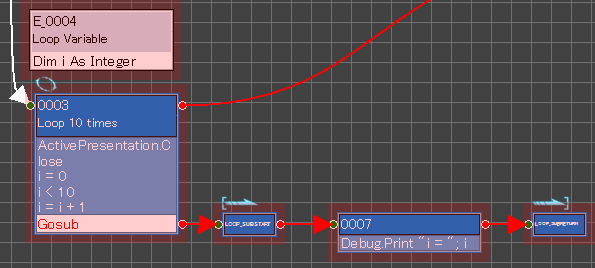 E_0004
Loop Variable
Dim i As Integer
0003
Loop 10 times
ActivePresentation.C
lose
i = 0
i < 10
i = i + 1
Gosub
LOOP_SUBSTART
0007
Debug.Print "i = "; i
LOOP_SUBRETURN